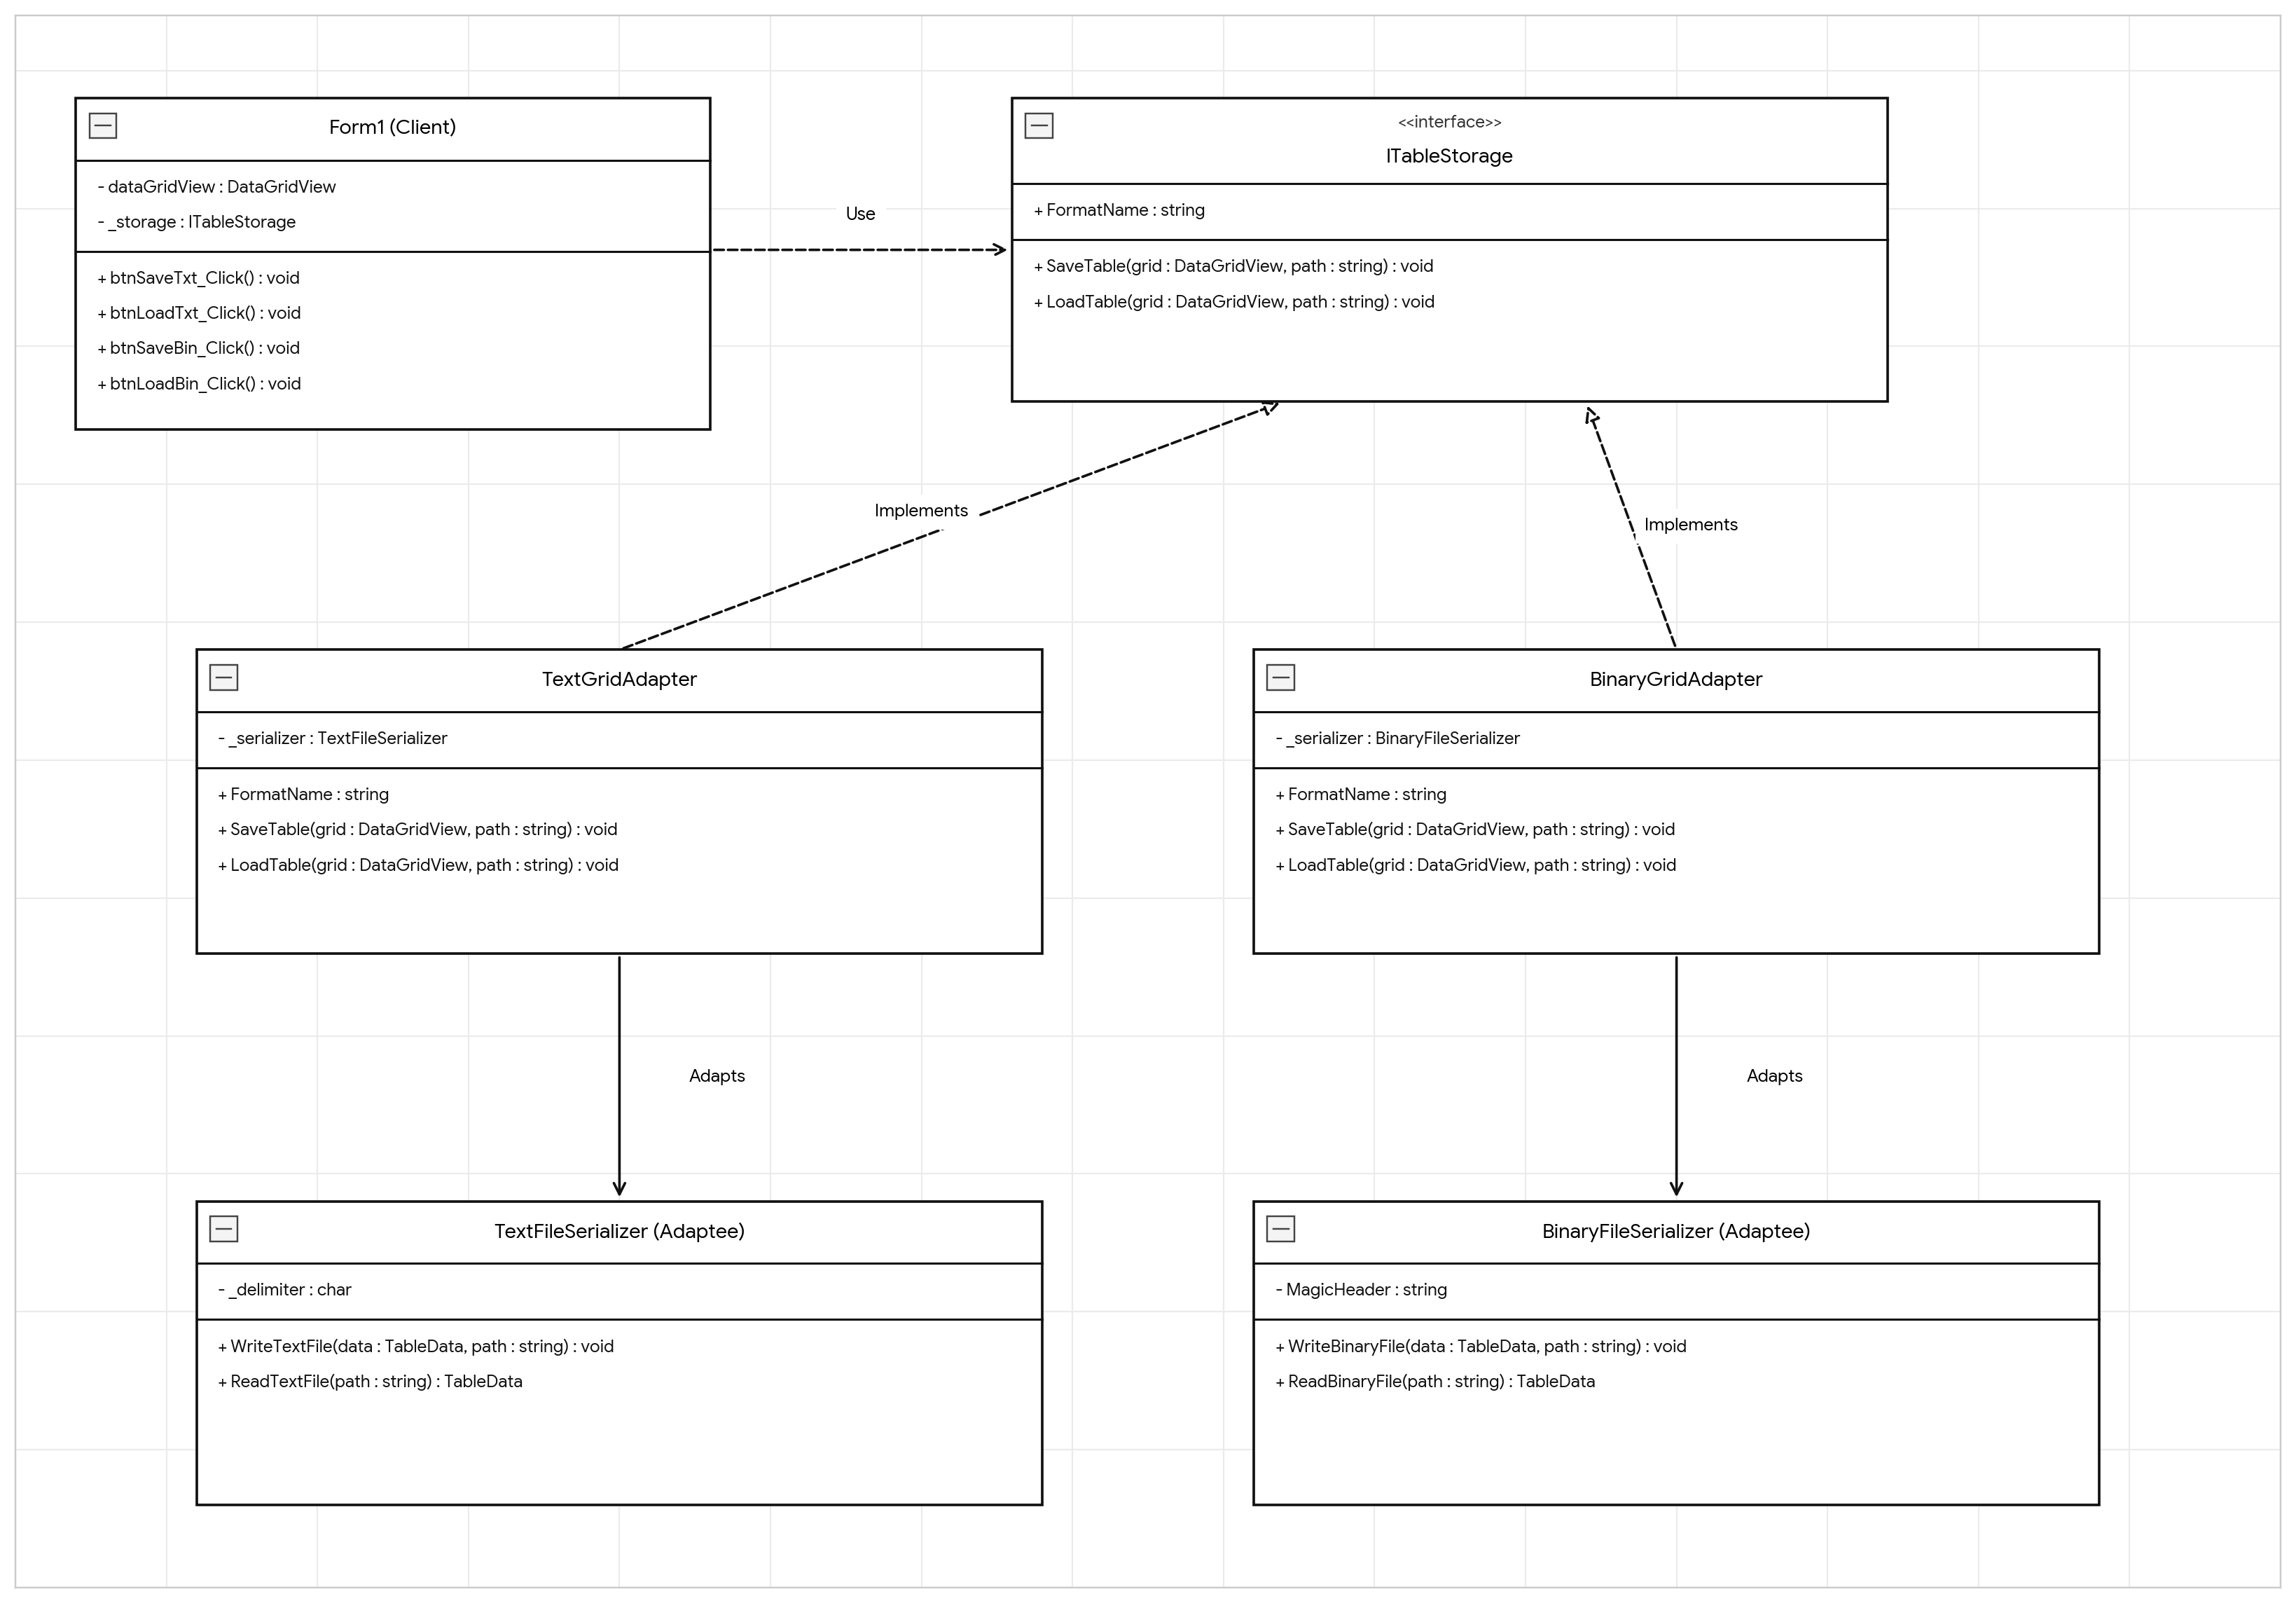 Form1 (Client)
- dataGridView : DataGridView
- _storage : ITableStorage
+ btnSaveTxt_Click() : void
+ btnLoadTxt_Click() : void
+ btnSaveBin_Click() : void
+ btnLoadBin_Click() : void
Use
<<interface>>
ITableStorage
+ FormatName : string
+ SaveTable(grid : DataGridView, path : string) : void
+ LoadTable(grid : DataGridView, path : string) : void
Implements
Implements
TextGridAdapter
- _serializer : TextFileSerializer
+ FormatName : string
+ SaveTable(grid : DataGridView, path : string) : void
+ LoadTable(grid : DataGridView, path : string) : void
BinaryGridAdapter
- _serializer : BinaryFileSerializer
+ FormatName : string
+ SaveTable(grid : DataGridView, path : string) : void
+ LoadTable(grid : DataGridView, path : string) : void
Adapts
Adapts
TextFileSerializer (Adaptee)
- _delimiter : char
+ WriteTextFile(data : TableData, path : string) : void
+ ReadTextFile(path : string) : TableData
BinaryFileSerializer (Adaptee)
- MagicHeader : string
+ WriteBinaryFile(data : TableData, path : string) : void
+ ReadBinaryFile(path : string) : TableData